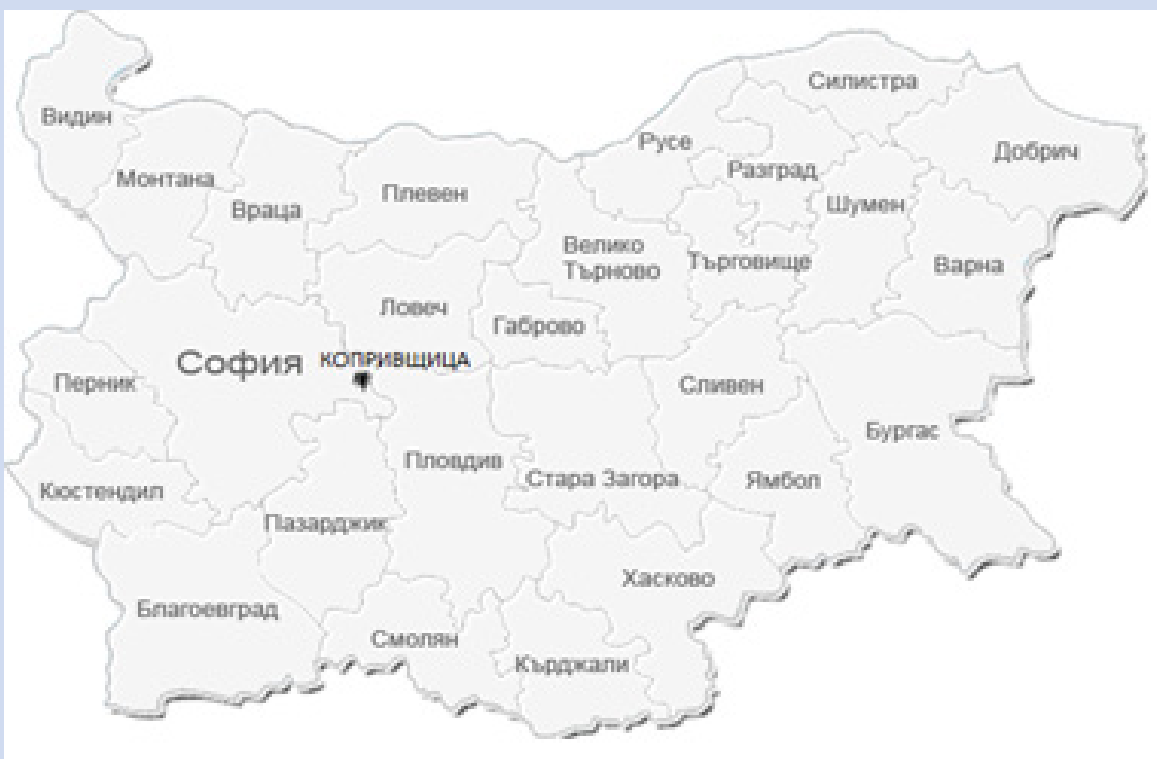 Силистра
Видин
Русе
Добрич
Разград
Монтана
Плевен
Враца
Шумен
Велико
Търново
Търговище
Варна
Ловеч
Габрово
София
КОПРИВЩИЦА
Перник
Сливен
Бургас
Пловдив
Стара Загора
Ямбол
Кюстендил
Пазарджик
Хасково
Благоевград
Смолян
Кърджали